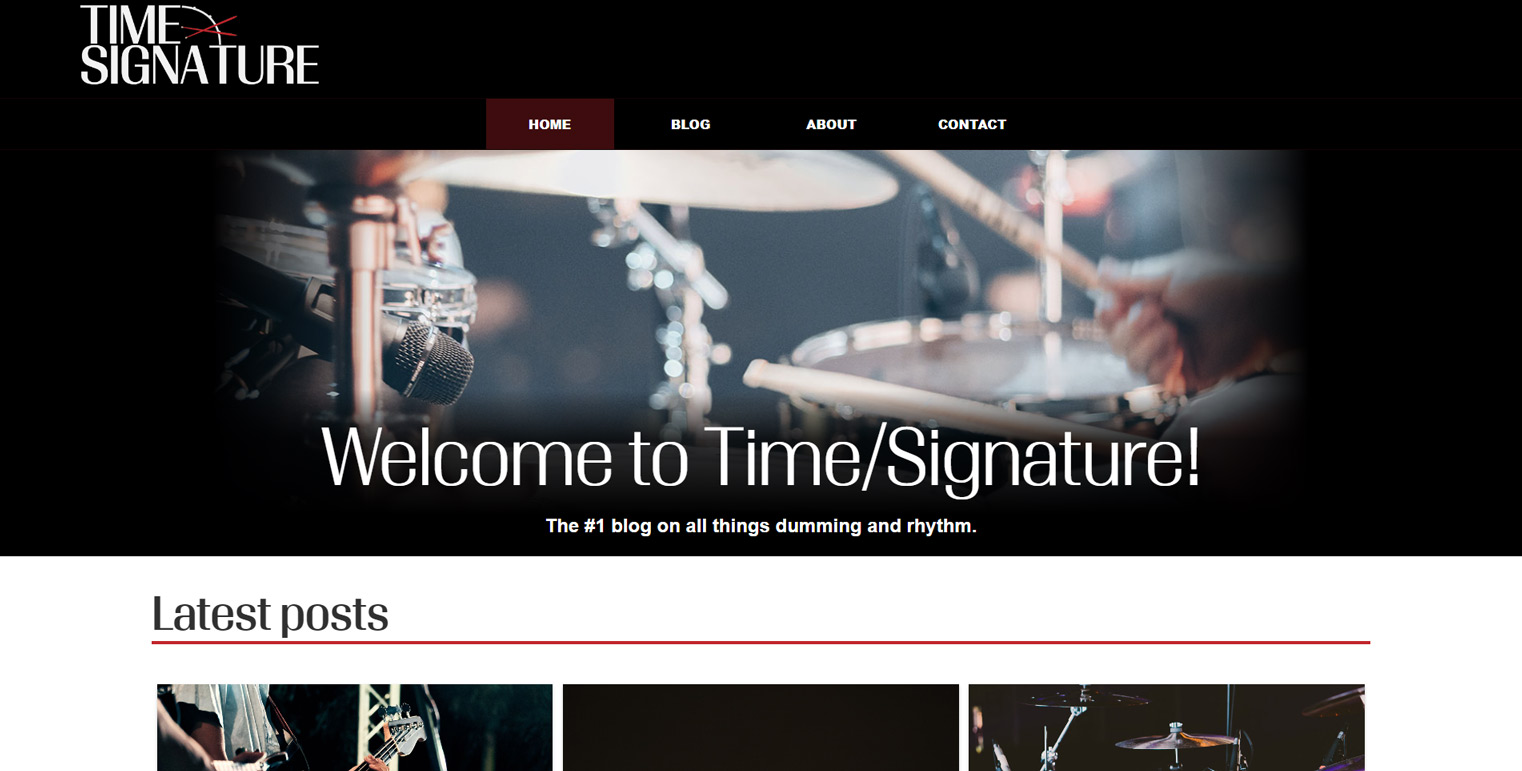 TIME
SIGNATURE
HOME BLOG ABOUT CONTACT
Welcome to Time/Signature!
The #1 blog on all things dumming and rhythm.
Latest posts